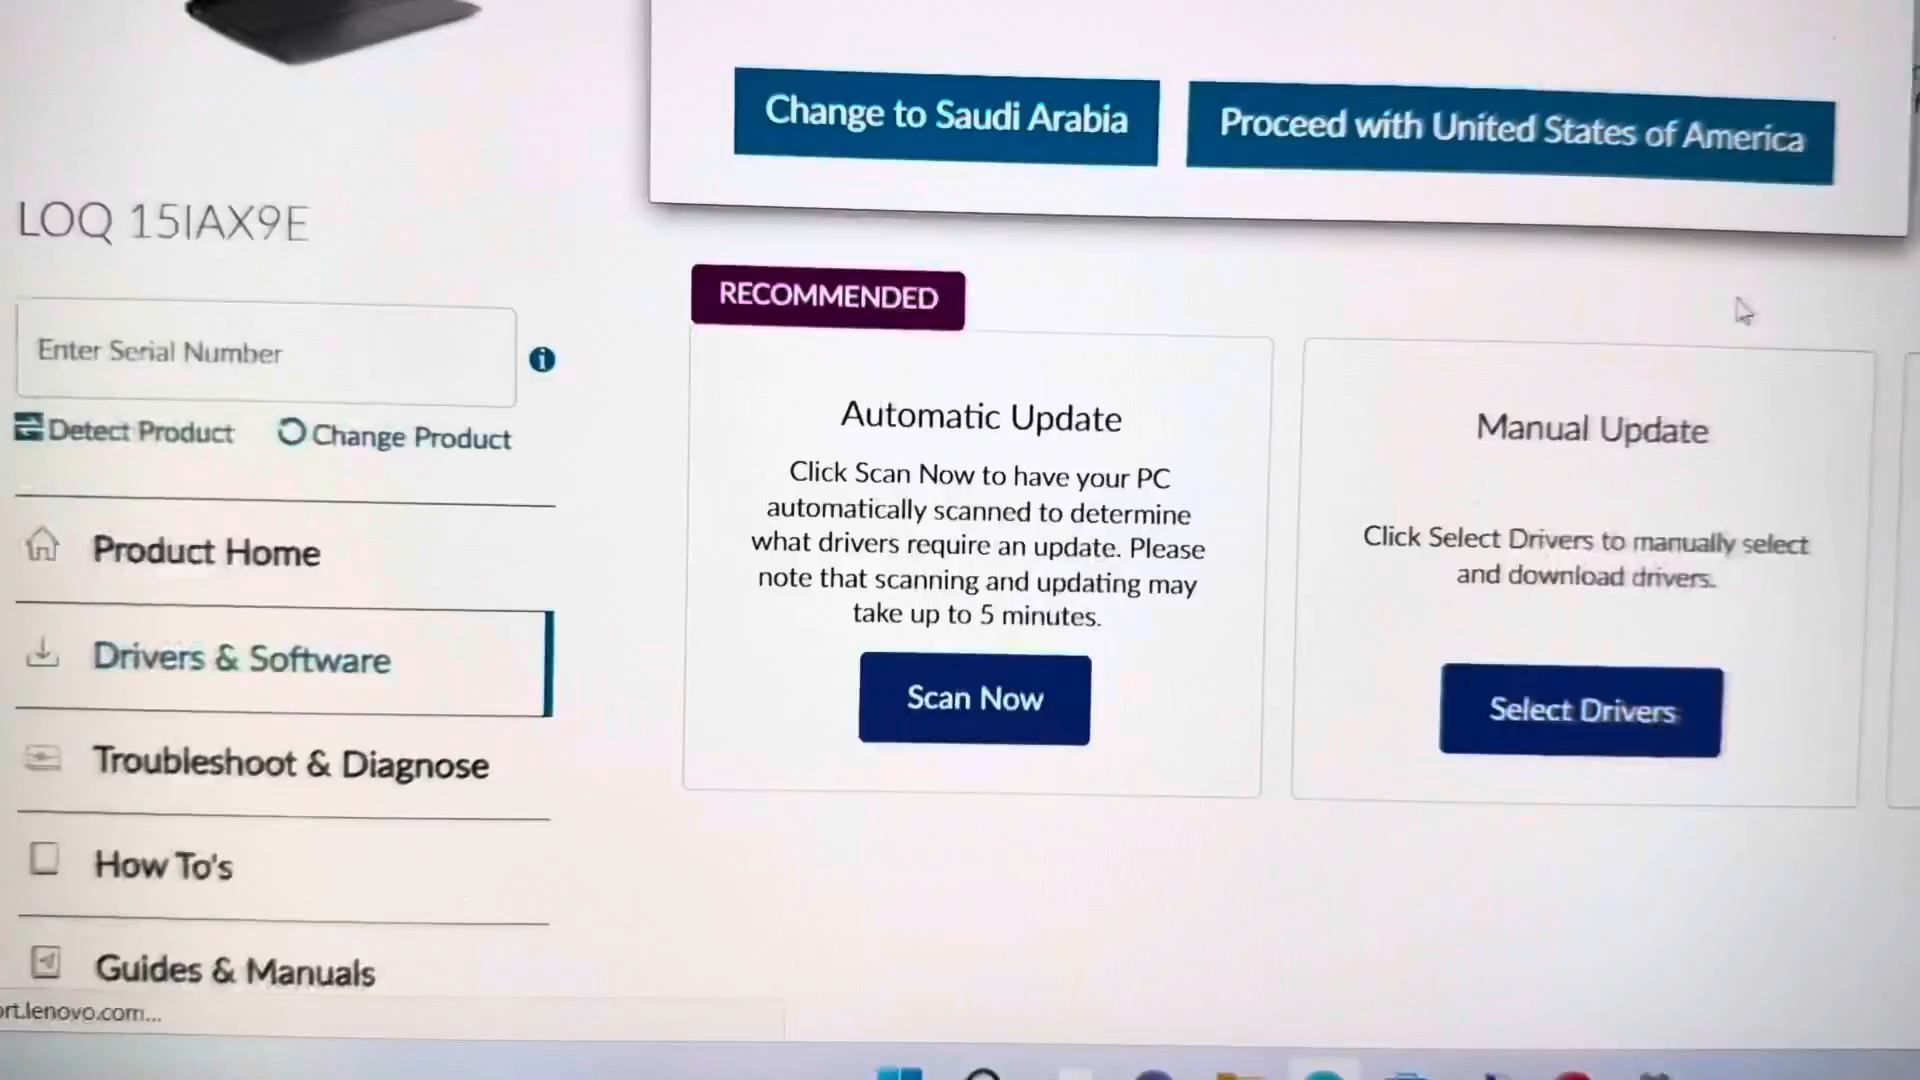 Change to Saudi Arabia
Proceed with United States of America
LOQ 15IAX9E
Enter Serial Number
Detect Product
Change Product
Product Home
Drivers & Software
Troubleshoot & Diagnose
How To's
Guides & Manuals
RECOMMENDED
Automatic Update
Click Scan Now to have your PC
automatically scanned to determine
what drivers require an update. Please
note that scanning and updating may
take up to 5 minutes.
Scan Now
Manual Update
Click Select Drivers to manually select
and download drivers.
Select Drivers
ort.lenovo.com...